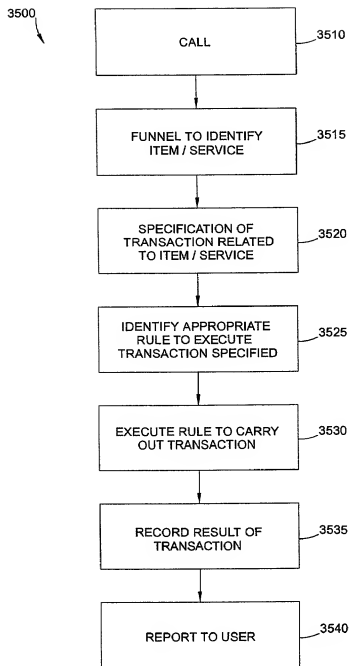 3500
CALL
3510
FUNNEL TO IDENTIFY
ITEM / SERVICE
3515
SPECIFICATION OF
TRANSACTION RELATED
TO ITEM / SERVICE
3520
IDENTIFY APPROPRIATE
RULE TO EXECUTE
TRANSACTION SPECIFIED
3525
EXECUTE RULE TO CARRY
OUT TRANSACTION
3530
RECORD RESULT OF
TRANSACTION
3535
REPORT TO USER
3540